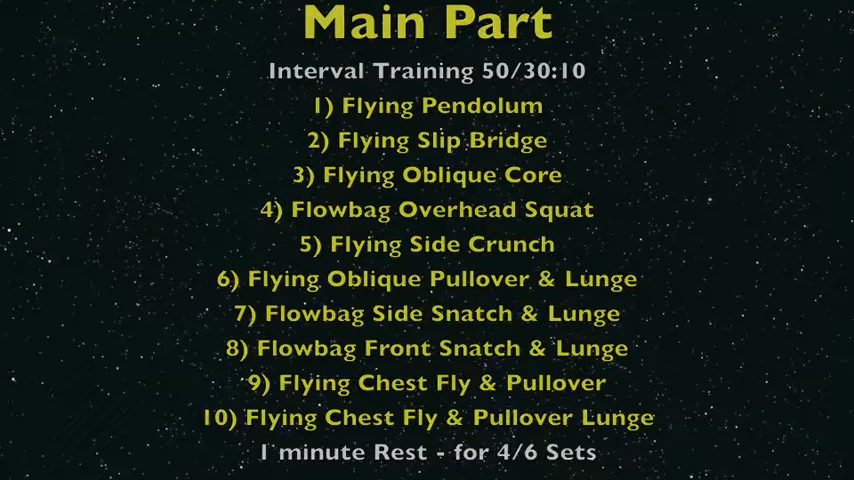 Main Part
Interval Training 50/30:10
1) Flying Pendolum
2) Flying Slip Bridge
3) Flying Oblique Core
4) Flowbag Overhead Squat
5) Flying Side Crunch
6) Flying Oblique Pullover & Lunge
7) Flowbag Side Snatch & Lunge
8) Flowbag Front Snatch & Lunge
9) Flying Chest Fly & Pullover
10) Flying Chest Fly & Pullover Lunge
1 minute Rest - for 4/6 Sets